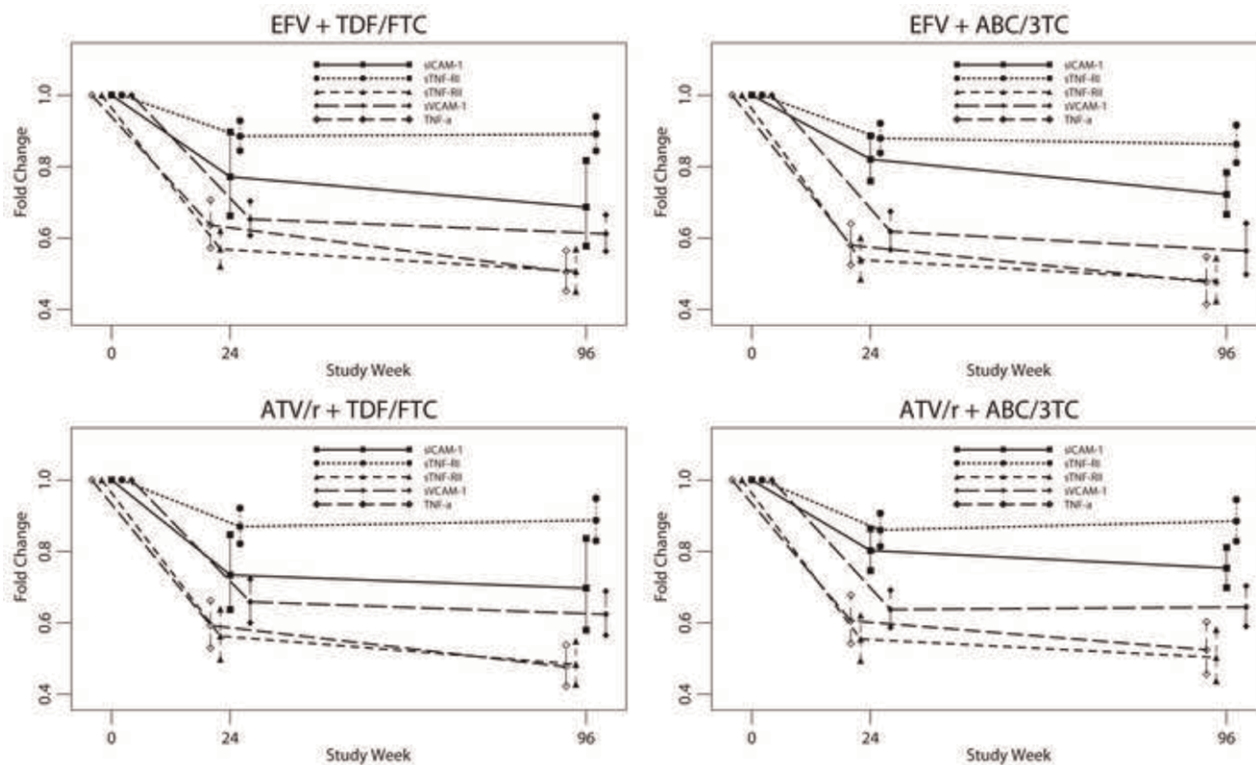 EFV + TDF/FTC
sICAM-1
sTNF-RI
sTNF-RII
sVCAM-1
TNF-a
Fold Change
1.0
0.8
0.6
0.4
0
24
96
Study Week
EFV + ABC/3TC
sICAM-1
sTNF-RI
sTNF-RII
sVCAM-1
TNF-a
Fold Change
1.0
0.8
0.6
0.4
0
24
96
Study Week
ATV/r + TDF/FTC
sICAM-1
sTNF-RI
sTNF-RII
sVCAM-1
TNF-a
Fold Change
1.0
0.8
0.6
0.4
0
24
96
Study Week
ATV/r + ABC/3TC
sICAM-1
sTNF-RI
sTNF-RII
sVCAM-1
TNF-a
Fold Change
1.0
0.8
0.6
0.4
0
24
96
Study Week